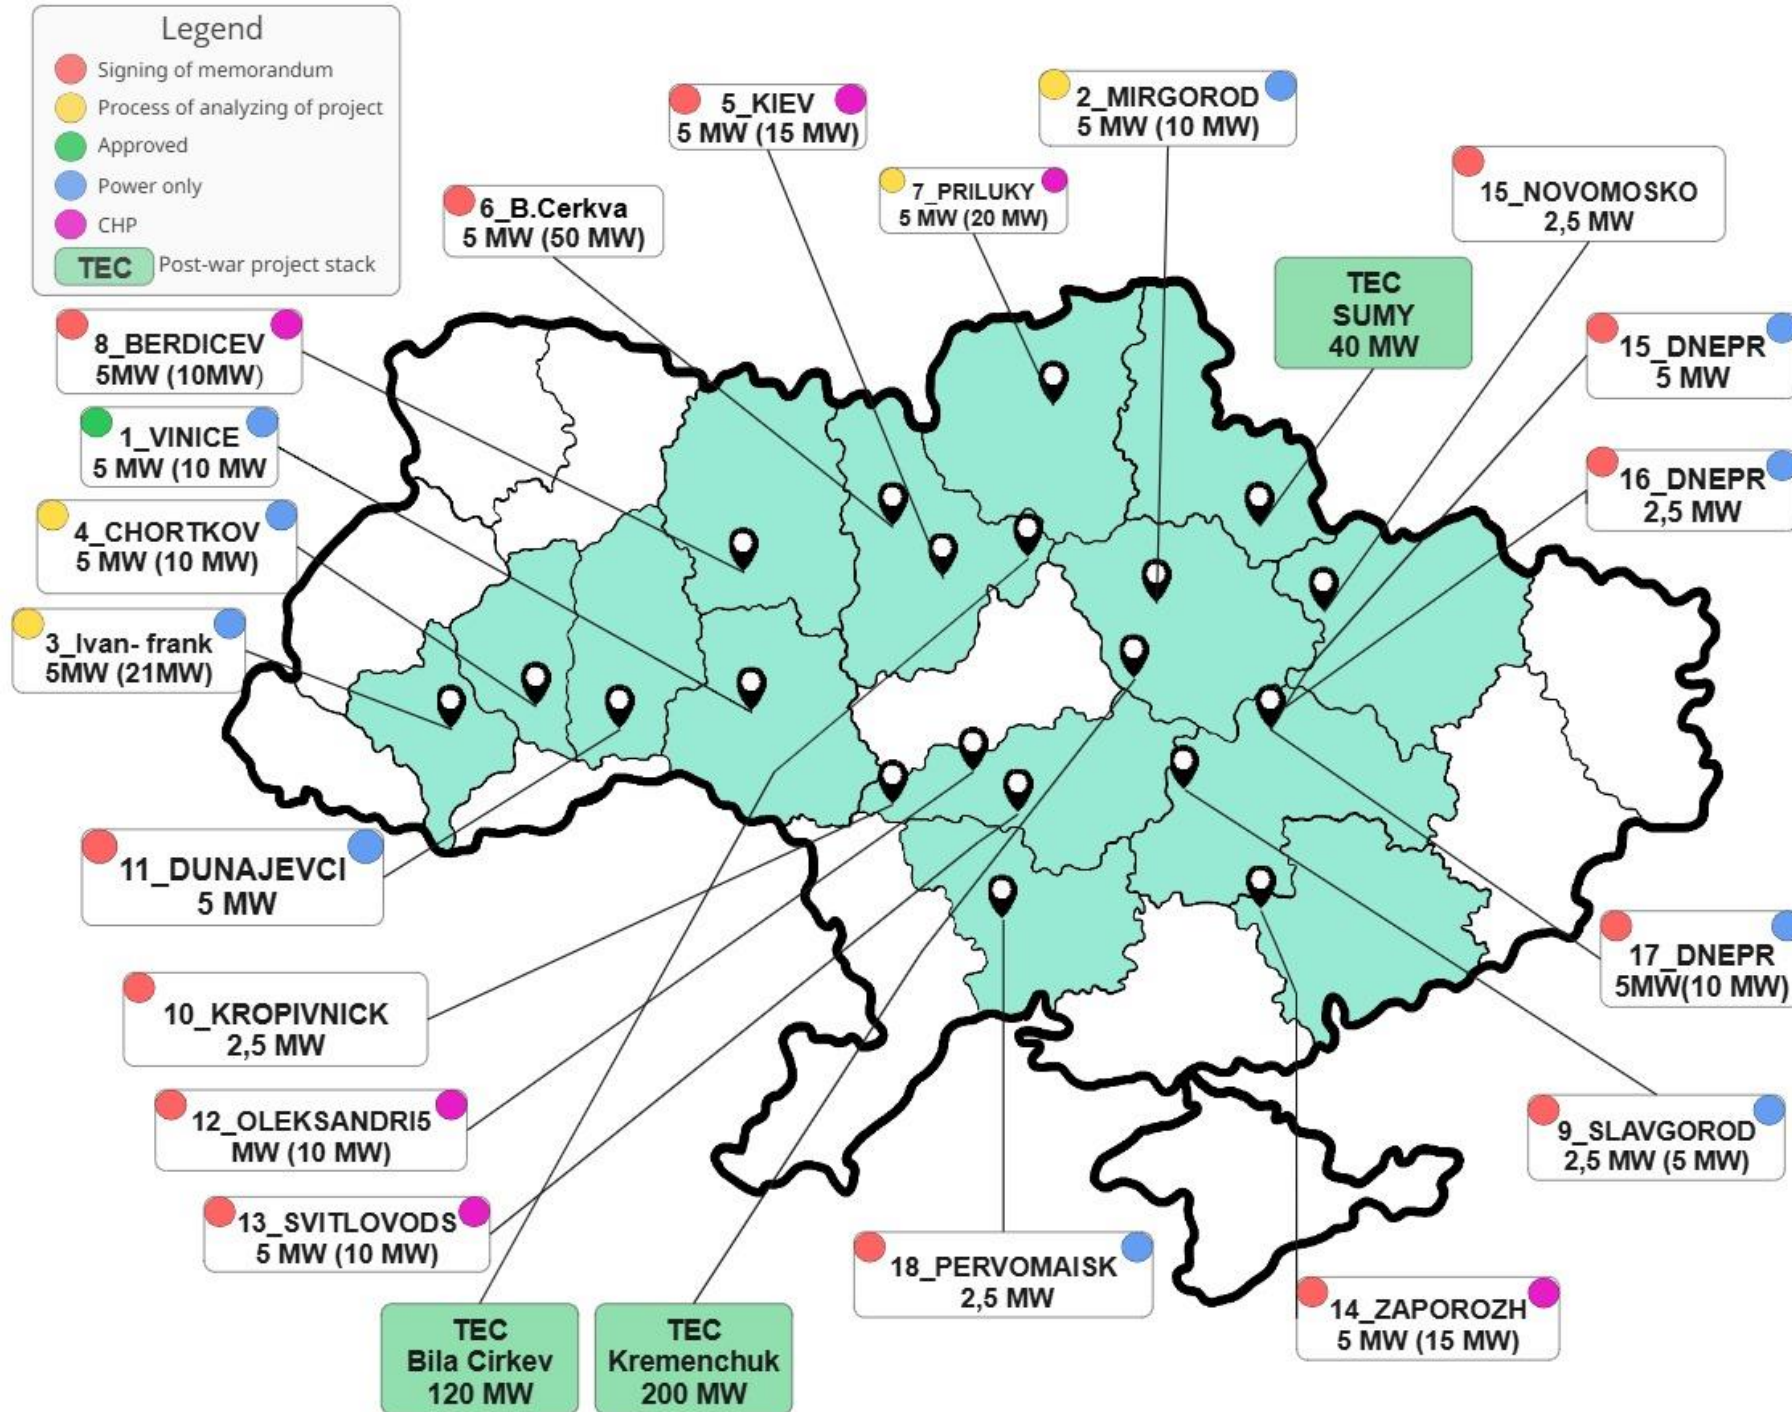 Legend
Signing of memorandum
Process of analyzing of project
Approved
Power only
CHP
TEC Post-war project stack
5_KIEV
5 MW (15 MW)
2_MIRGOROD
5 MW (10 MW)
7_PRILUKY
5 MW (20 MW)
15_NOVOMOSKO
2,5 MW
6_B.Cerkva
5 MW (50 MW)
TEC
SUMY
40 MW
8_BERDICEV
5MW (10MW)
15_DNEPR
5 MW
1_VINICE
5 MW (10 MW
16_DNEPR
2,5 MW
4_CHORTKOV
5 MW (10 MW)
3_Ivan- frank
5MW (21MW)
11_DUNAJEVCI
5 MW
17_DNEPR
5MW(10 MW)
10_KROPIVNICK
2,5 MW
12_OLEKSANDRI5
MW (10 MW)
9_SLAVGOROD
2,5 MW (5 MW)
13_SVITLOVODS
5 MW (10 MW)
18_PERVOMAISK
2,5 MW
14_ZAPOROZH
5 MW (15 MW)
TEC
Bila Cirkev
120 MW
TEC
Kremenchuk
200 MW